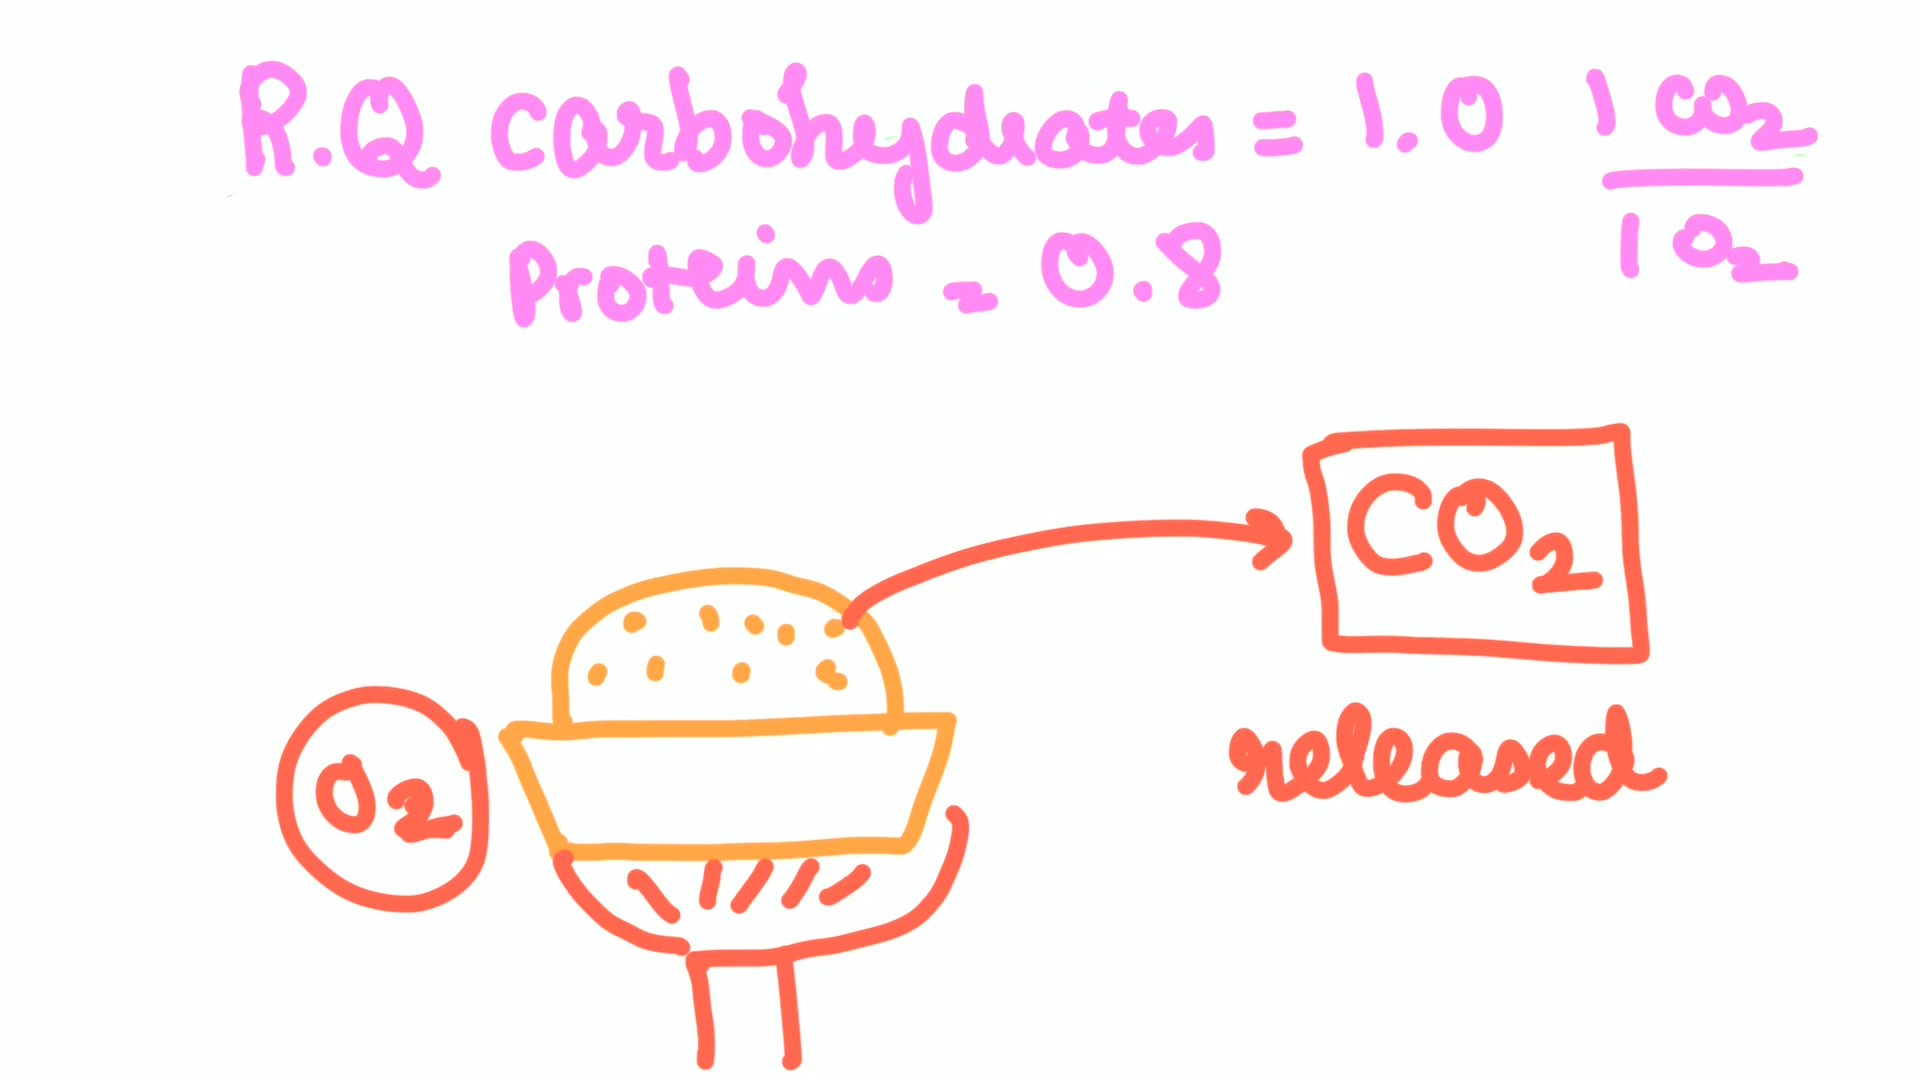 R.Q Carbohydrates = 1.0 1 CO2
1 O2
Proteins = 0.8
CO2
released
O2